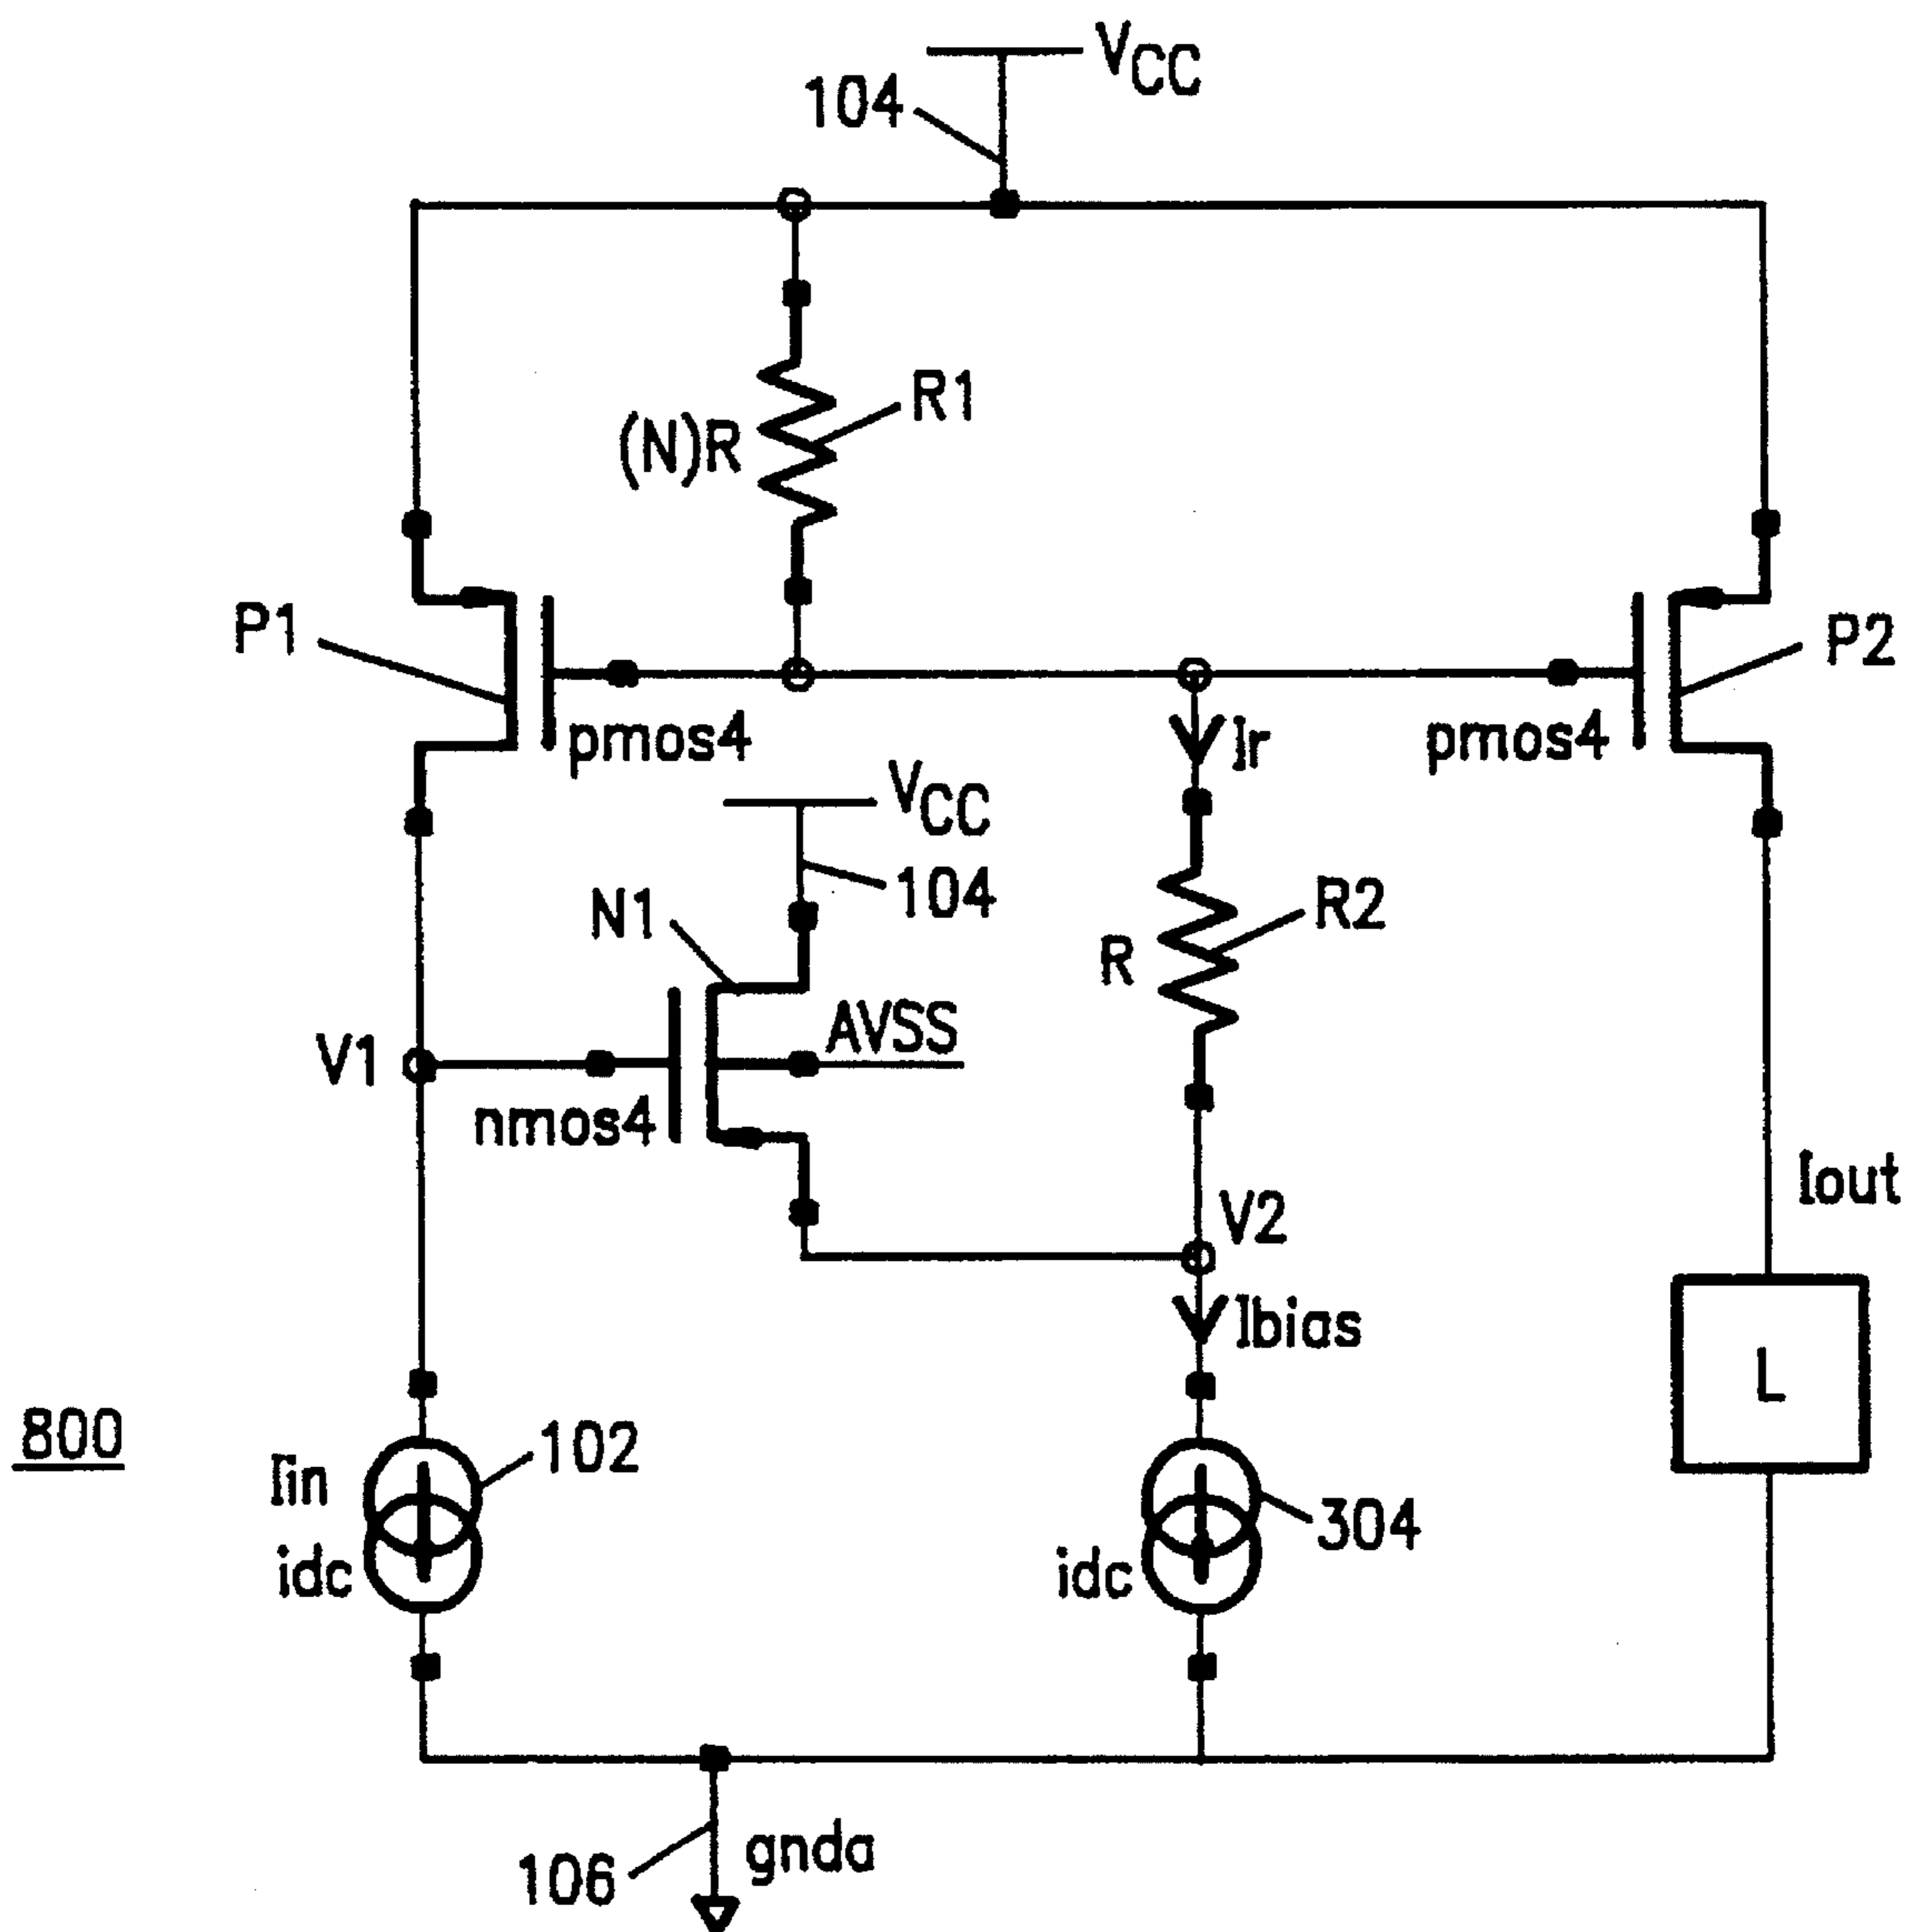 VCC
104
R1
(N)R
P1
P2
pmos4
Ir
pmos4
VCC
104
N1
R2
R
AVSS
V1
nmos4
Iout
V2
Ibias
L
800
102
Iin
304
idc
idc
gnda
106